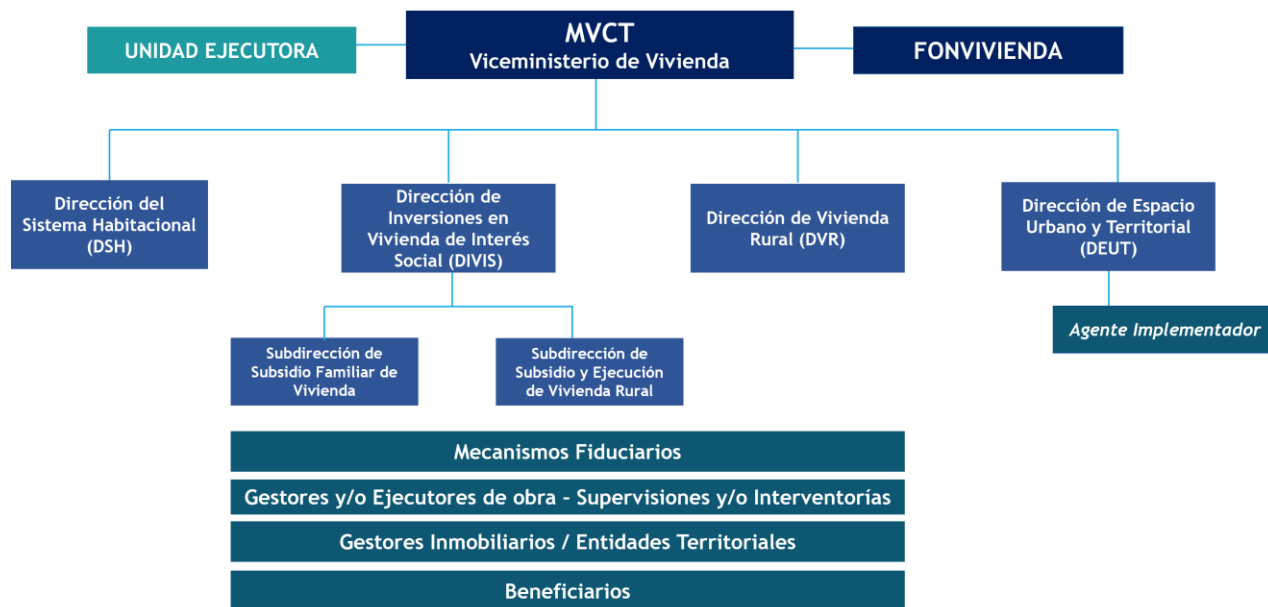 UNIDAD EJECUTORA
MVCT
Viceministerio de Vivienda
FONVIVIENDA
Dirección del
Sistema Habitacional
(DSH)
Dirección de
Inversiones en
Vivienda de Interés
Social (DIVIS)
Dirección de Vivienda
Rural (DVR)
Dirección de Espacio
Urbano y Territorial
(DEUT)
Agente Implementador
Subdirección de
Subsidio Familiar de
Vivienda
Subdirección de
Subsidio y Ejecución
de Vivienda Rural
Mecanismos Fiduciarios
Gestores y/o Ejecutores de obra – Supervisiones y/o Interventorías
Gestores Inmobiliarios / Entidades Territoriales
Beneficiarios